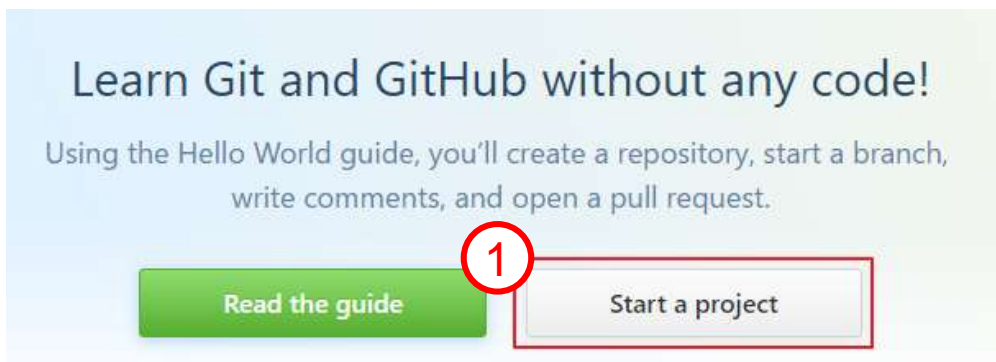 Learn Git and GitHub without any code!
Using the Hello World guide, you’ll create a repository, start a branch,
write comments, and open a pull request.
1
Read the guide
Start a project